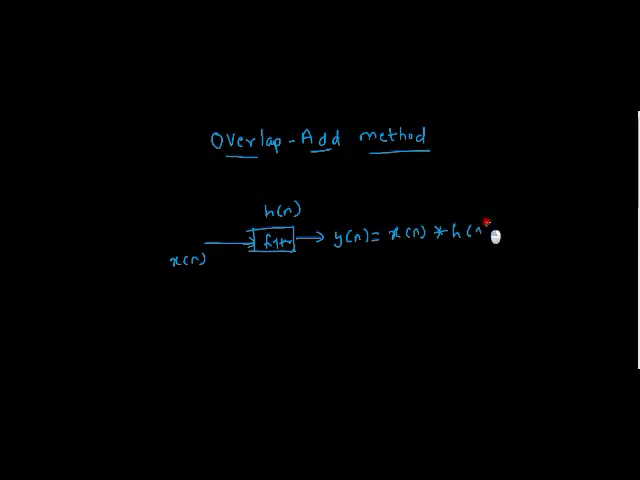 Overlap-Add method
h(n)
filter y(n)= x(n) * h(n
x(n)